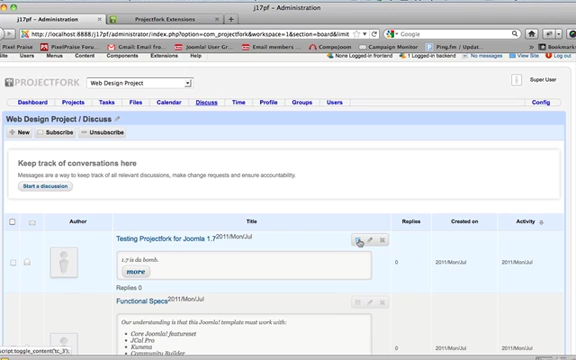 j17pf – Administration
j17pf – Administration
Projectfork Extensions
http://localhost:8888/j17pf/administrator/index.php?option=com_projectfork&workspace=1&section=board&limit
Google
Pixel Praise
PixelPraise Forum
Gmail: Email from
Joomla User Group
Email members
CompeJoom
Campaign Monitor
Ping.fm / Updat
Bookmarks
Site
Users
Menus
Content
Components
Extensions
Help
None Logged-in frontend
1 Logged-in backend
No messages
View Site
Log out
PROJECTFORK
Web Design Project
Super User
Dashboard
Projects
Tasks
Files
Calendar
Discuss
Time
Profile
Groups
Users
Config
Web Design Project / Discuss
New
Subscribe
Unsubscribe
Keep track of conversations here
Messages are a way to keep track of all relevant discussions, make change requests and ensure accountability.
Start a discussion
Author
Title
Replies
Created on
Activity
Testing Projectfork for Joomla 1.7 2011/Mon/Jul
1.7 is da bomb.
more
Replies 0
0
2011/Mon/Jul
2011/Mon/Jul
Functional Specs 2011/Mon/Jul
Our understanding is that this Joomla! template must work with:
• Core Joomla! featureset
• JCal Pro
• Kunena
• Community Builder
0
2011/Mon/Jul
2011/Mon/Jul
script:toggle_content('tc_3');